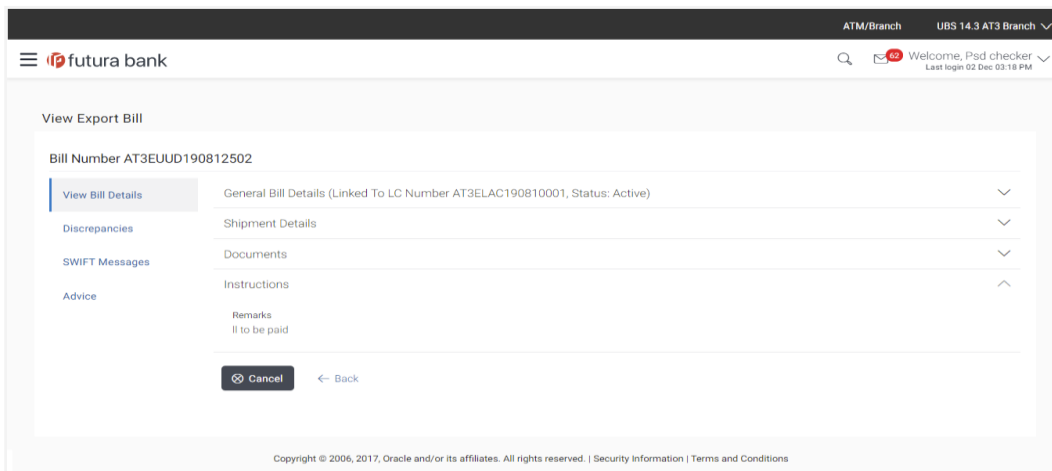 ATM/Branch UBS 14.3 AT3 Branch
futura bank
62
Welcome, Psd checker
Last login 02 Dec 03:18 PM
View Export Bill
Bill Number AT3EUUD190812502
View Bill Details
Discrepancies
SWIFT Messages
Advice
General Bill Details (Linked To LC Number AT3ELAC190810001, Status: Active)
Shipment Details
Documents
Instructions
Remarks
ll to be paid
Cancel
Back
Copyright © 2006, 2017, Oracle and/or its affiliates. All rights reserved. | Security Information | Terms and Conditions